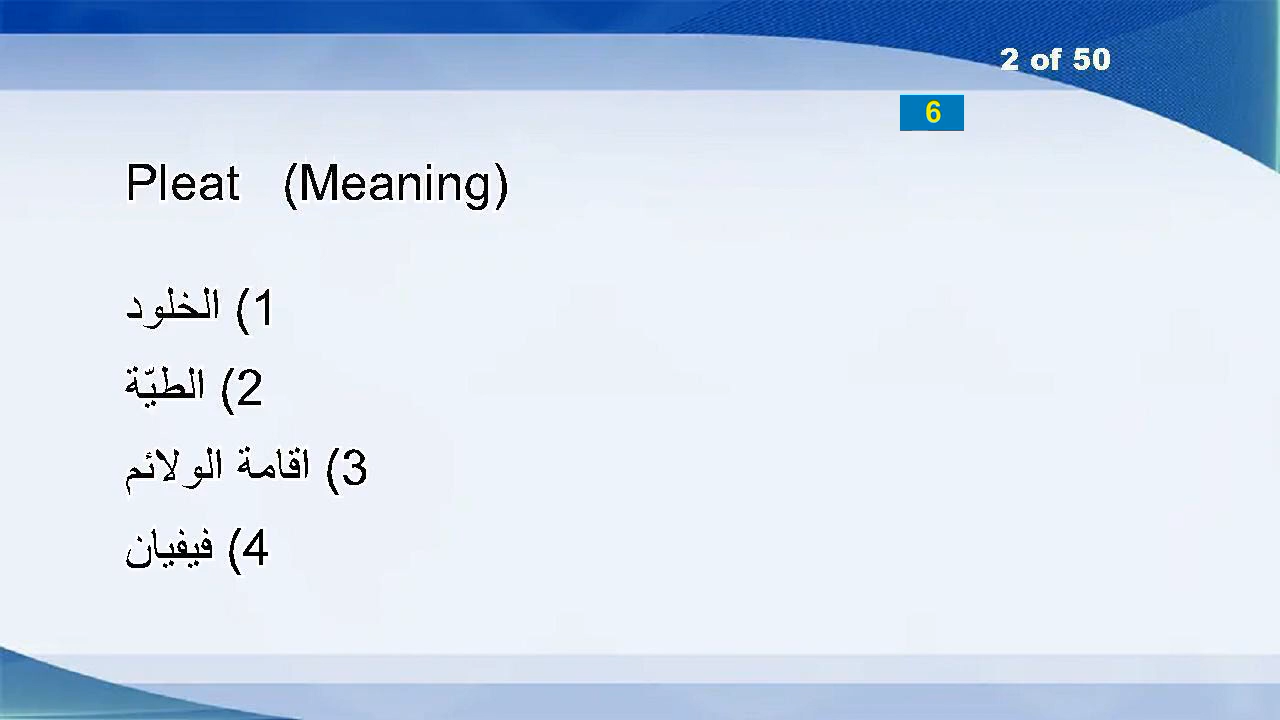 2 of 50
6
Pleat (Meaning)
1) الخلود
2) الطيّة
3) اقامة الولائم
4) فيفيان